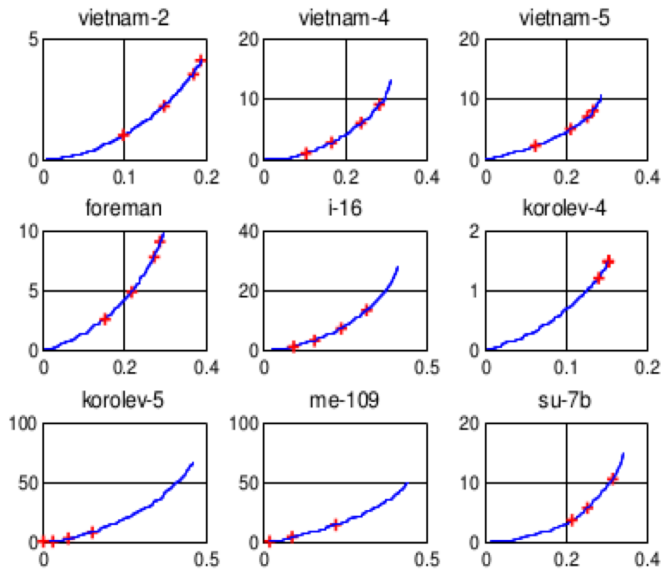 vietnam-2 vietnam-4 vietnam-5
5 20 20
10 10
0 0 0
0 0.1 0.2 0 0.2 0.4 0 0.2 0.4
foreman i-16 korolev-4
10 40 2
5 20 1
0 0 0
0 0.2 0.4 0 0.5 0 0.1 0.2
korolev-5 me-109 su-7b
100 100 20
50 50 10
0 0 0
0 0.5 0 0.5 0 0.2 0.4